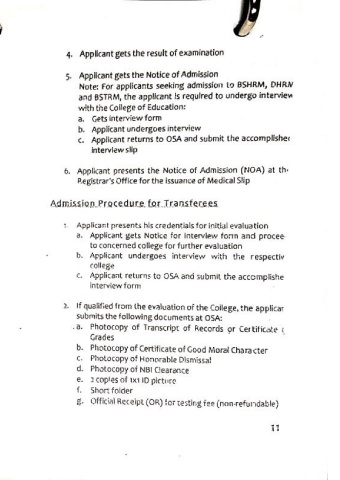 4. Applicant gets the result of examination
5. Applicant gets the Notice of Admission
Note: For applicants seeking admission to BSHRM, DHRM
and BSTRM, the applicant is required to undergo interview
with the College of Education:
a. Gets interview form
b. Applicant undergoes interview
c. Applicant returns to OSA and submit the accomplishe
interview slip
6. Applicant presents the Notice of Admission (NOA) at th
Registrar's Office for the issuance of Medical Slip
Admission Procedure for Transferees
1. Applicant presents his credentials for initial evaluation
a. Applicant gets Notice for Interview form and procee
to concerned college for further evaluation
b. Applicant undergoes interview with the respectiv
college
c. Applicant returns to OSA and submit the accomplishe
interview form
2. If qualified from the evaluation of the College, the applicar
submits the following documents at OSA:
a. Photocopy of Transcript of Records or Certificate
Grades
b. Photocopy of Certificate of Good Moral Character
c. Photocopy of Honorable Dismissal
d. Photocopy of NBI Clearance
e. 2 copies of 1x1 ID picture
f. Short folder
g. Official Receipt (OR) for testing fee (non-refundable)
11